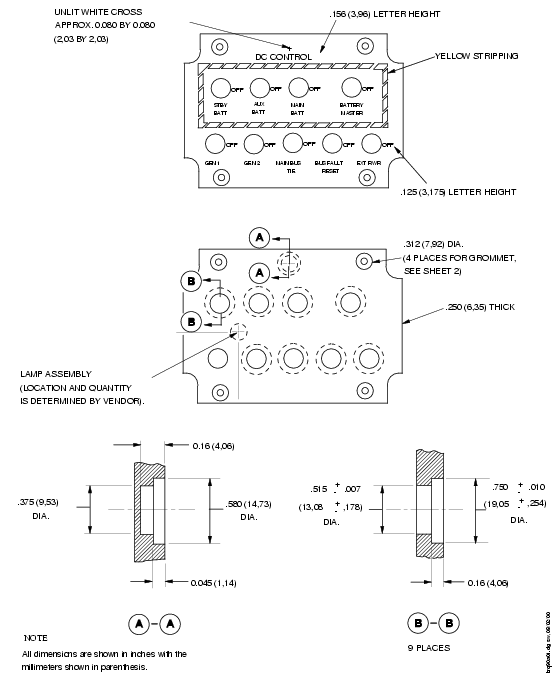 UNLIT WHITE CROSS
APPROX. 0.080 BY 0.080
(2,03 BY 2,03)
.156 (3,96) LETTER HEIGHT
DC CONTROL
YELLOW STRIPPING
OFF OFF OFF OFF
STBY BATT
AUX BATT
MAIN BATT
BATTERY MASTER
OFF OFF OFF OFF OFF
GEN 1
GEN 2
MAIN BUS TIE
BUS FAULT RESET
EXT PWR
.125 (3,175) LETTER HEIGHT
A
A
B
B
.312 (7,92) DIA.
(4 PLACES FOR GROMMET,
SEE SHEET 2)
.250 (6,35) THICK
LAMP ASSEMBLY
(LOCATION AND QUANTITY
IS DETERMINED BY VENDOR).
0.16 (4,06)
.375 (9,53)
DIA.
.580 (14,73)
DIA.
0.045 (1,14)
.515 +- .007
(13,08 +- ,178)
DIA.
.750 +- .010
(19,05 +- ,254)
DIA.
0.16 (4,06)
A - A
B - B
9 PLACES
NOTE
All dimensions are shown in inches with the
millimeters shown in parenthesis.